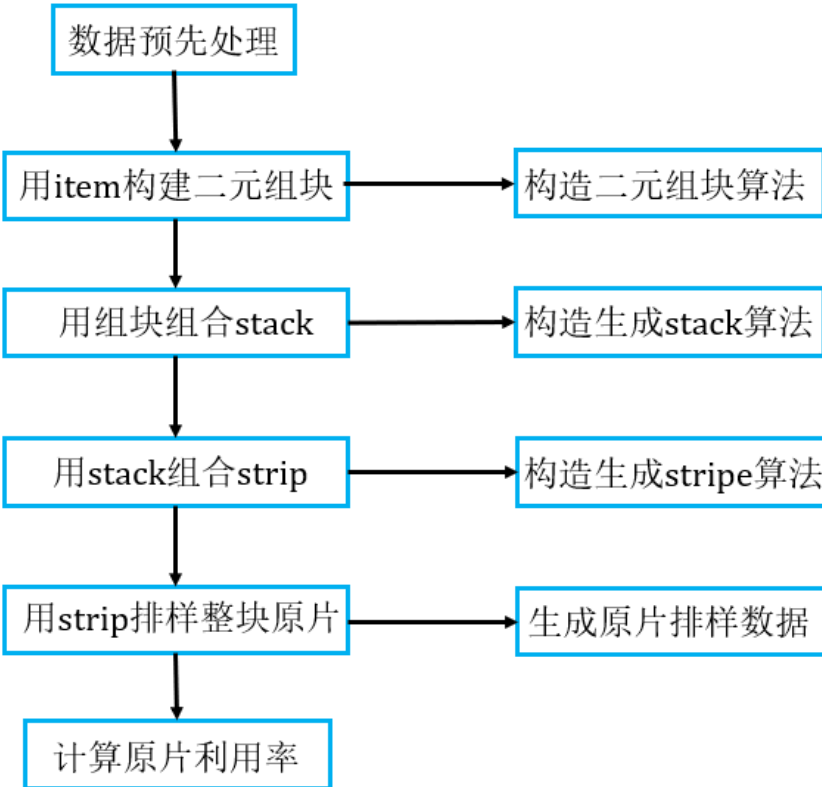 数据预先处理
用item构建二元组块
构造二元组块算法
用组块组合stack
构造生成stack算法
用stack组合strip
构造生成stripe算法
用strip排样整块原片
生成原片排样数据
计算原片利用率